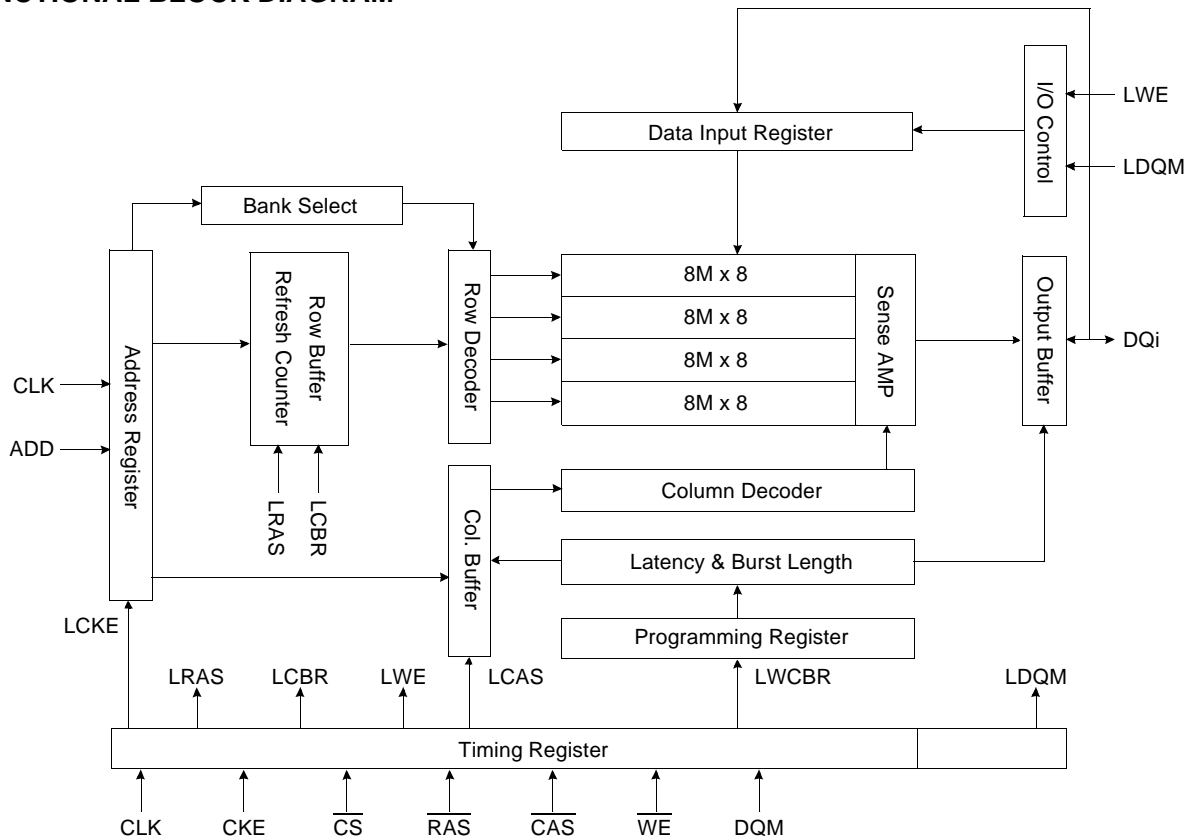 LWE
I/O Control
Data Input Register
LDQM
Bank Select
Address Register
Refresh Counter
Row Buffer
Row Decoder
8M x 8
8M x 8
8M x 8
8M x 8
Sense AMP
Output Buffer
DQi
CLK
ADD
LRAS
LCBR
Col. Buffer
Column Decoder
Latency & Burst Length
Programming Register
LCKE
LRAS
LCBR
LWE
LCAS
LWCBR
LDQM
Timing Register
CLK
CKE
CS
RAS
CAS
WE
DQM